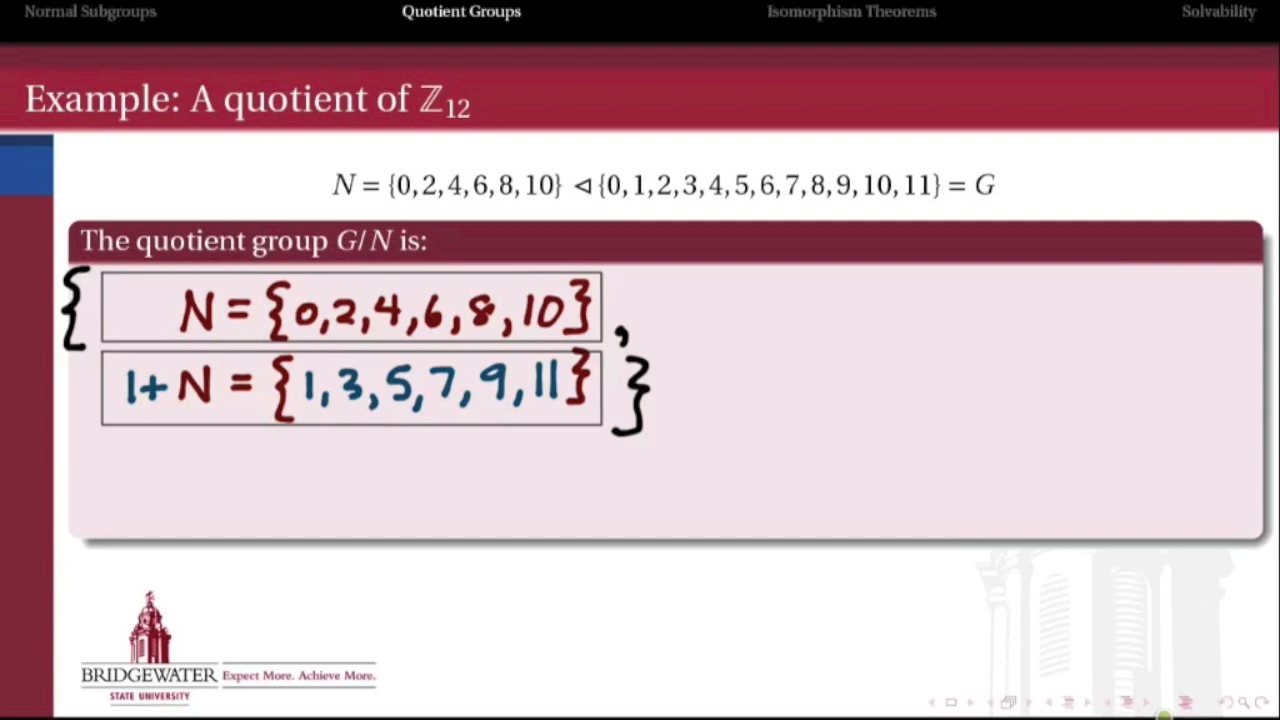 Normal Subgroups Quotient Groups Isomorphism Theorems Solvability
Example: A quotient of ℤ₁₂
N = {0,2,4,6,8,10} ⊲ {0,1,2,3,4,5,6,7,8,9,10,11} = G
The quotient group G/N is:
{ N = {0,2,4,6,8,10} ,
1+N = {1,3,5,7,9,11} }
BRIDGEWATER Expect More. Achieve More.
STATE UNIVERSITY